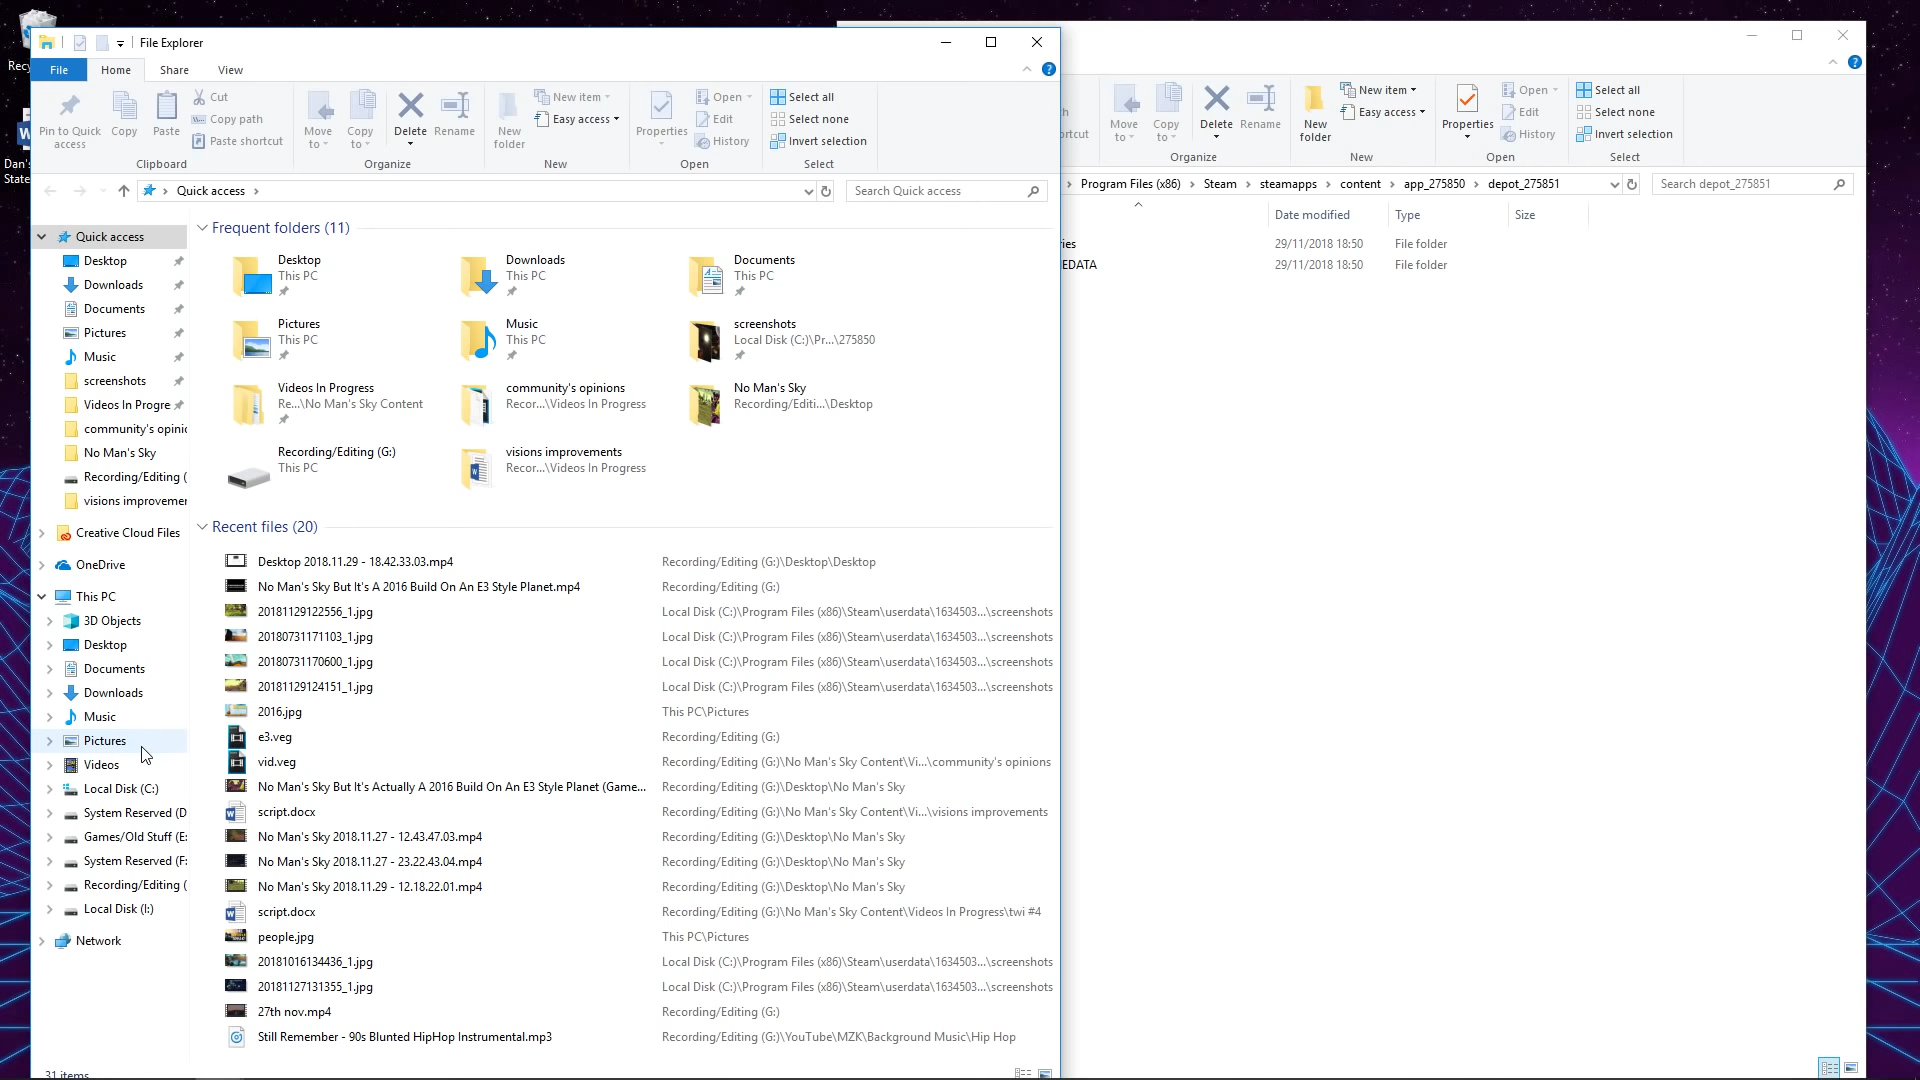 Recy
Dan's
State
File Explorer
File Home Share View
Pin to Quick access
Copy
Paste
Cut
Copy path
Paste shortcut
Clipboard
Move to
Copy to
Delete
Rename
Organize
New folder
New item
Easy access
New
Properties
Open
Edit
History
Open
Select all
Select none
Invert selection
Select
Quick access
Search Quick access
Quick access
Desktop
Downloads
Documents
Pictures
Music
screenshots
Videos In Progre
community's opinic
No Man's Sky
Recording/Editing (
visions improvemer
Creative Cloud Files
OneDrive
This PC
3D Objects
Desktop
Documents
Downloads
Music
Pictures
Videos
Local Disk (C:)
System Reserved (D
Games/Old Stuff (E:
System Reserved (F:
Recording/Editing (
Local Disk (I:)
Network
31 items
Frequent folders (11)
Desktop
This PC
Downloads
This PC
Documents
This PC
Pictures
This PC
Music
This PC
screenshots
Local Disk (C:)\Pr...\275850
Videos In Progress
Re...\No Man's Sky Content
community's opinions
Recor...\Videos In Progress
No Man's Sky
Recording/Editi...\Desktop
Recording/Editing (G:)
This PC
visions improvements
Recor...\Videos In Progress
Recent files (20)
Desktop 2018.11.29 - 18.42.33.03.mp4 Recording/Editing (G:)\Desktop\Desktop
No Man's Sky But It's A 2016 Build On An E3 Style Planet.mp4 Recording/Editing (G:)
20181129122556_1.jpg Local Disk (C:)\Program Files (x86)\Steam\userdata\1634503...\screenshots
20180731171103_1.jpg Local Disk (C:)\Program Files (x86)\Steam\userdata\1634503...\screenshots
20180731170600_1.jpg Local Disk (C:)\Program Files (x86)\Steam\userdata\1634503...\screenshots
20181129124151_1.jpg Local Disk (C:)\Program Files (x86)\Steam\userdata\1634503...\screenshots
2016.jpg This PC\Pictures
e3.veg Recording/Editing (G:)
vid.veg Recording/Editing (G:)\No Man's Sky Content\Vi...\community's opinions
No Man's Sky But It's Actually A 2016 Build On An E3 Style Planet (Game... Recording/Editing (G:)\Desktop\No Man's Sky
script.docx Recording/Editing (G:)\No Man's Sky Content\Vi...\visions improvements
No Man's Sky 2018.11.27 - 12.43.47.03.mp4 Recording/Editing (G:)\Desktop\No Man's Sky
No Man's Sky 2018.11.27 - 23.22.43.04.mp4 Recording/Editing (G:)\Desktop\No Man's Sky
No Man's Sky 2018.11.29 - 12.18.22.01.mp4 Recording/Editing (G:)\Desktop\No Man's Sky
script.docx Recording/Editing (G:)\No Man's Sky Content\Videos In Progress\twi #4
people.jpg This PC\Pictures
20181016134436_1.jpg Local Disk (C:)\Program Files (x86)\Steam\userdata\1634503...\screenshots
20181127131355_1.jpg Local Disk (C:)\Program Files (x86)\Steam\userdata\1634503...\screenshots
27th nov.mp4 Recording/Editing (G:)
Still Remember - 90s Blunted HipHop Instrumental.mp3 Recording/Editing (G:)\YouTube\MZK\Background Music\Hip Hop
h
ortcut
Move to
Copy to
Delete
Rename
Organize
New folder
New item
Easy access
New
Properties
Open
Edit
History
Open
Select all
Select none
Invert selection
Select
Program Files (x86) Steam steamapps content app_275850 depot_275851
Search depot_275851
Date modified Type Size
ies 29/11/2018 18:50 File folder
EDATA 29/11/2018 18:50 File folder